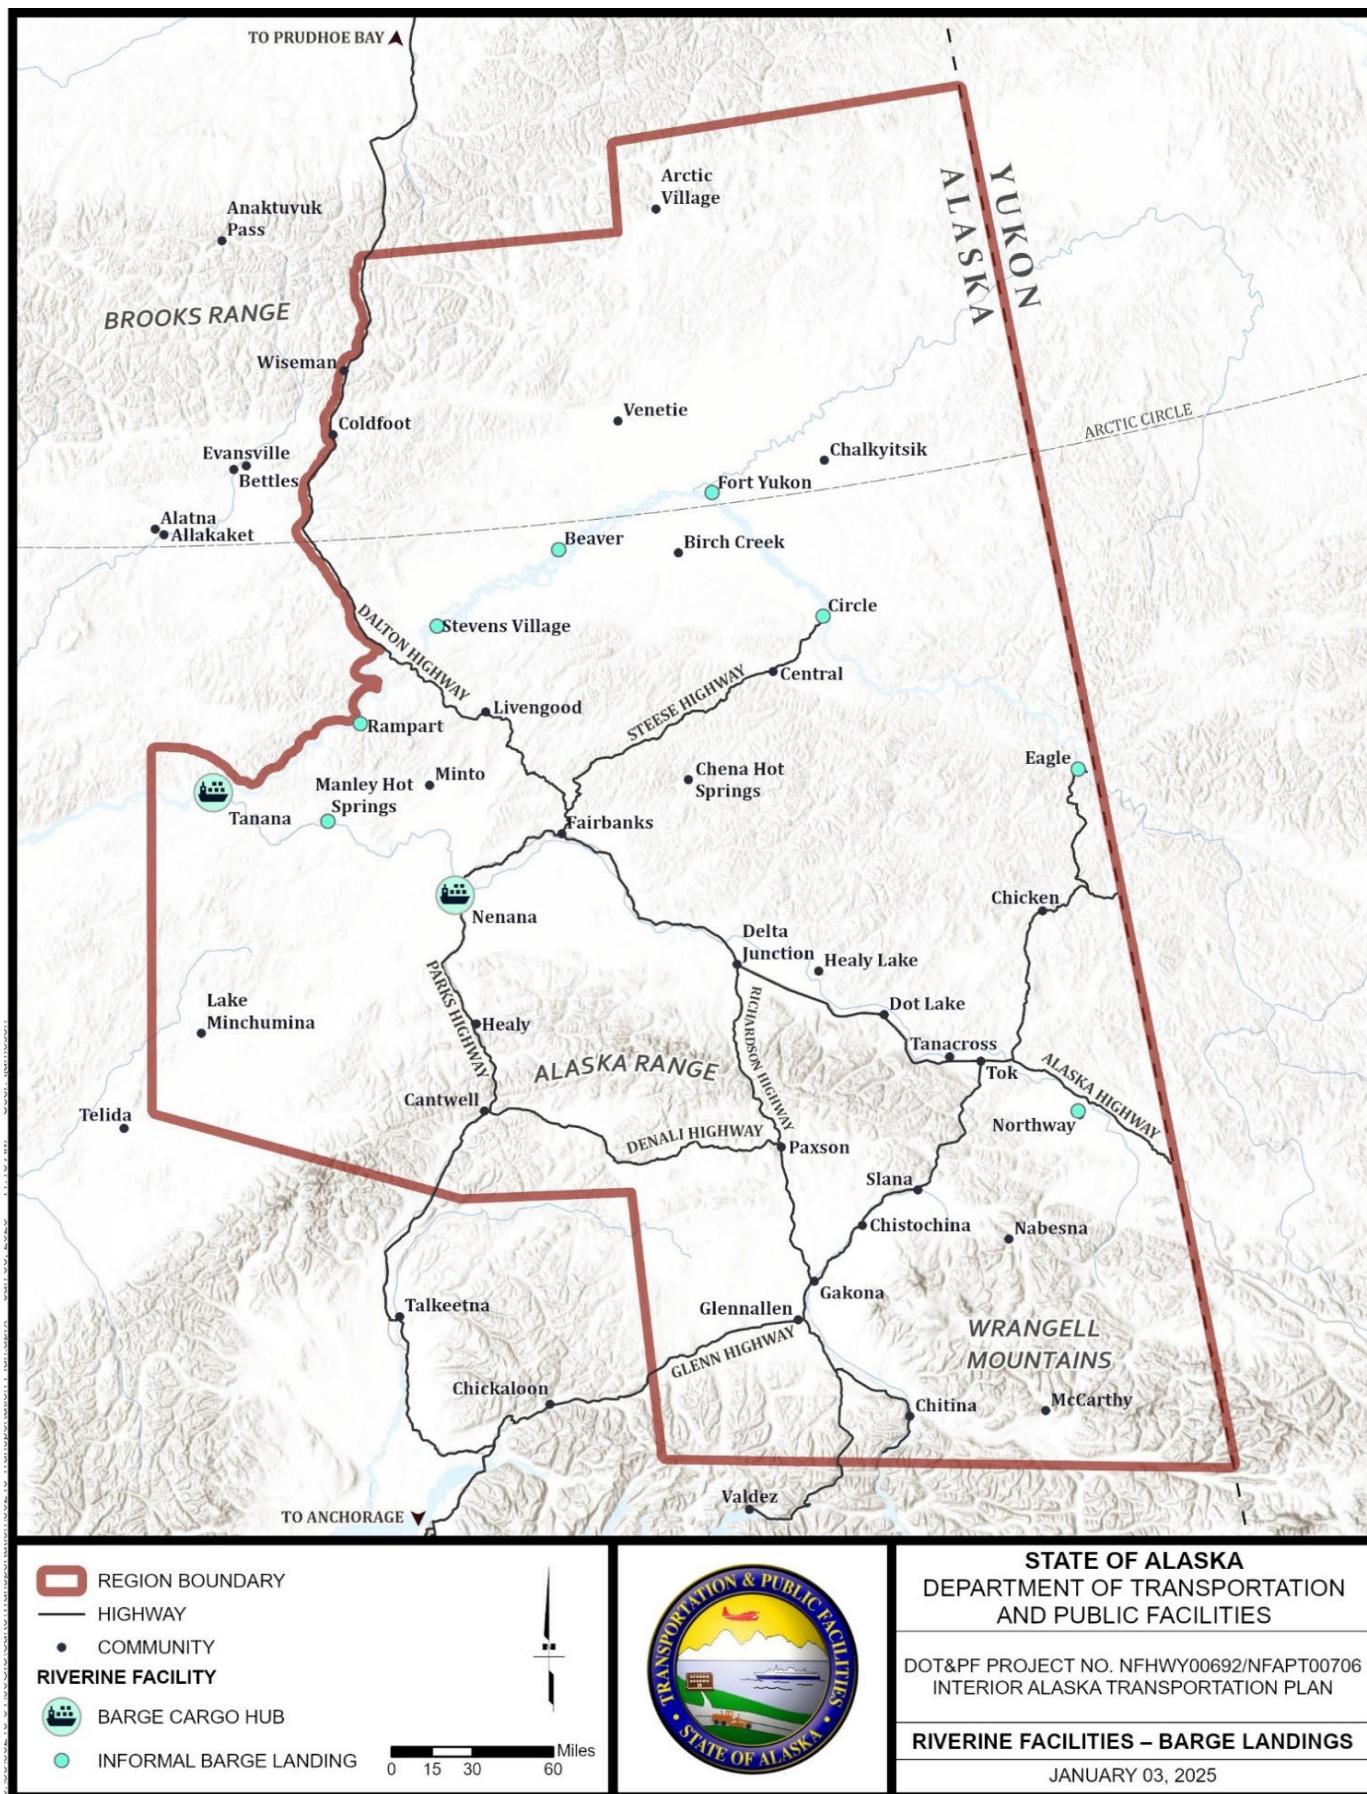 TO PRUDHOE BAY
Arctic
Village
Anaktuvuk
Pass
YUKON
ALASKA
BROOKS RANGE
Wiseman
Venetie
ARCTIC CIRCLE
Coldfoot
Chalkyitsik
Evansville
Bettles
Fort Yukon
Alatna
Allakaket
Beaver
Birch Creek
Circle
Stevens Village
DALTON HIGHWAY
Central
STEESE HIGHWAY
Livengood
Rampart
Eagle
Chena Hot
Springs
Minto
Manley Hot
Springs
Tanana
Fairbanks
Chicken
Nenana
Delta
Junction
Healy Lake
PARKS HIGHWAY
RICHARDSON HIGHWAY
Lake
Minchumina
Dot Lake
Healy
Tanacross
ALASKA RANGE
Tok
ALASKA HIGHWAY
Cantwell
Telida
Northway
DENALI HIGHWAY
Paxson
Slana
Chistochina
Nabesna
Gakona
Talkeetna
Glennallen
WRANGELL
MOUNTAINS
GLENN HIGHWAY
Chickaloon
McCarthy
Chitina
Valdez
TO ANCHORAGE
REGION BOUNDARY
HIGHWAY
COMMUNITY
RIVERINE FACILITY
BARGE CARGO HUB
INFORMAL BARGE LANDING
Miles
0 15 30 60
TRANSPORTATION & PUBLIC FACILITIES
• STATE OF ALASKA •
STATE OF ALASKA
DEPARTMENT OF TRANSPORTATION
AND PUBLIC FACILITIES
DOT&PF PROJECT NO. NFHWY00692/NFAPT00706
INTERIOR ALASKA TRANSPORTATION PLAN
RIVERINE FACILITIES – BARGE LANDINGS
JANUARY 03, 2025